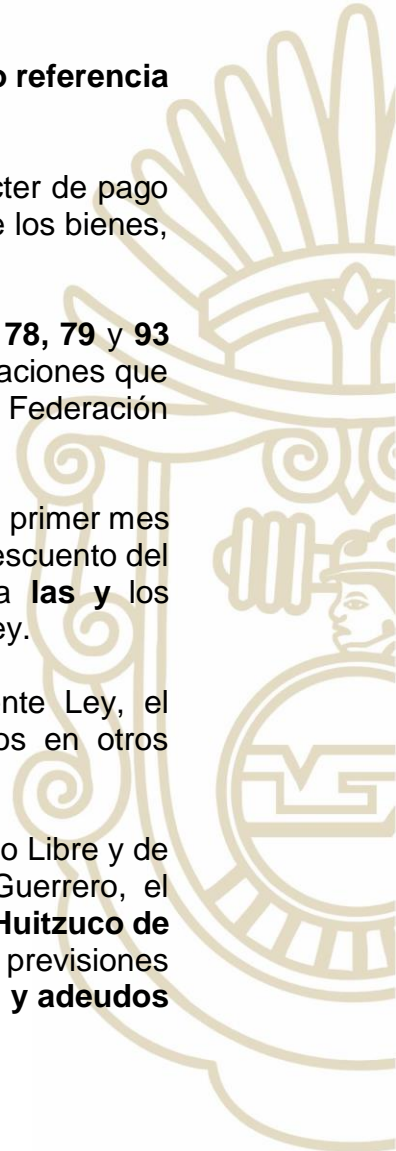 o referencia
cter de pago
e los bienes,
78, 79 y 93
aciones que
Federación
primer mes
escuento del
a las y los
ey.
nte Ley, el
os en otros
o Libre y de
Guerrero, el
Huitzuco de
previsiones
y adeudos